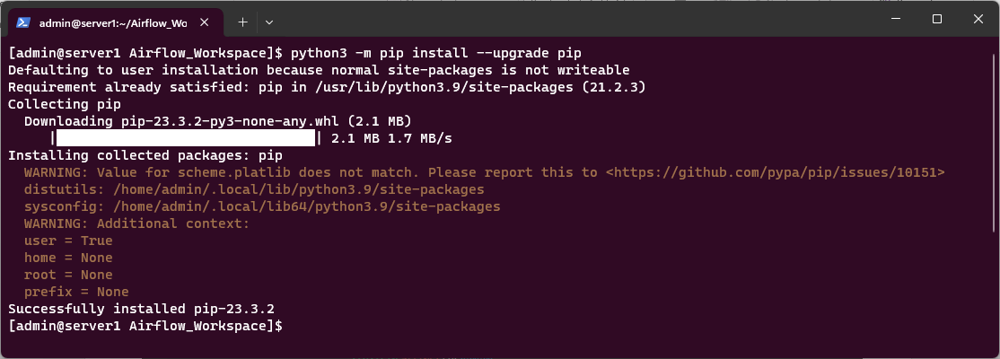 admin@server1:~/Airflow_Wo
[admin@server1 Airflow_Workspace]$ python3 -m pip install --upgrade pip
Defaulting to user installation because normal site-packages is not writeable
Requirement already satisfied: pip in /usr/lib/python3.9/site-packages (21.2.3)
Collecting pip
  Downloading pip-23.3.2-py3-none-any.whl (2.1 MB)
     |████████████████████████████████| 2.1 MB 1.7 MB/s
Installing collected packages: pip
  WARNING: Value for scheme.platlib does not match. Please report this to <https://github.com/pypa/pip/issues/10151>
  distutils: /home/admin/.local/lib/python3.9/site-packages
  sysconfig: /home/admin/.local/lib64/python3.9/site-packages
  WARNING: Additional context:
  user = True
  home = None
  root = None
  prefix = None
Successfully installed pip-23.3.2
[admin@server1 Airflow_Workspace]$